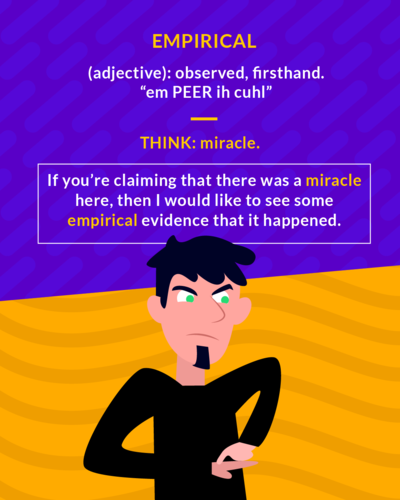 EMPIRICAL
(adjective): observed, firsthand.
“em PEER ih cuhl”
THINK: miracle.
If you’re claiming that there was a miracle
here, then I would like to see some
empirical evidence that it happened.